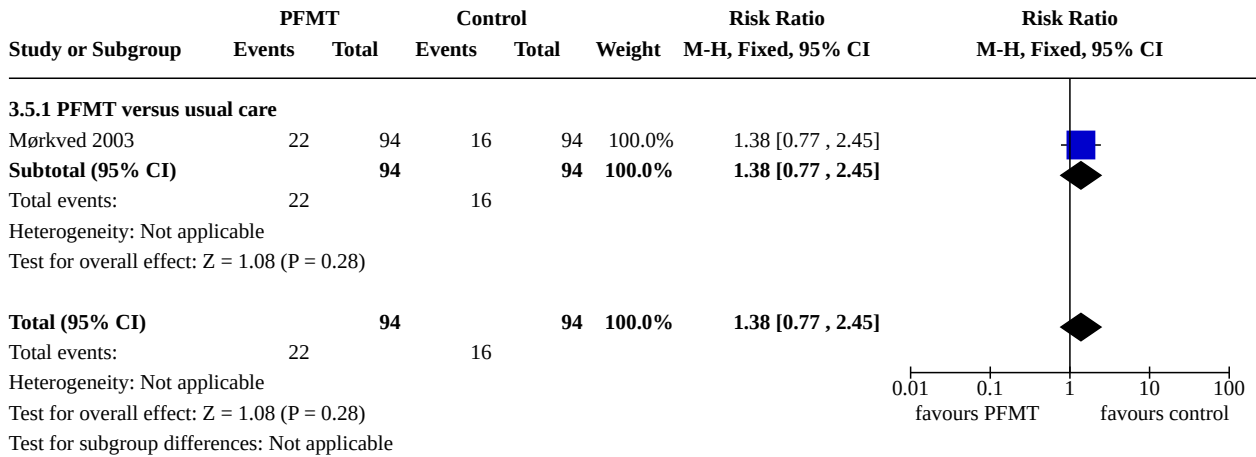 PFMT Control Risk Ratio Risk Ratio
Study or Subgroup Events Total Events Total Weight M-H, Fixed, 95% CI M-H, Fixed, 95% CI
3.5.1 PFMT versus usual care
Mørkved 2003 22 94 16 94 100.0% 1.38 [0.77 , 2.45]
Subtotal (95% CI) 94 94 100.0% 1.38 [0.77 , 2.45]
Total events: 22 16
Heterogeneity: Not applicable
Test for overall effect: Z = 1.08 (P = 0.28)
Total (95% CI) 94 94 100.0% 1.38 [0.77 , 2.45]
Total events: 22 16
Heterogeneity: Not applicable
0.01 0.1 1 10 100
Test for overall effect: Z = 1.08 (P = 0.28) favours PFMT favours control
Test for subgroup differences: Not applicable